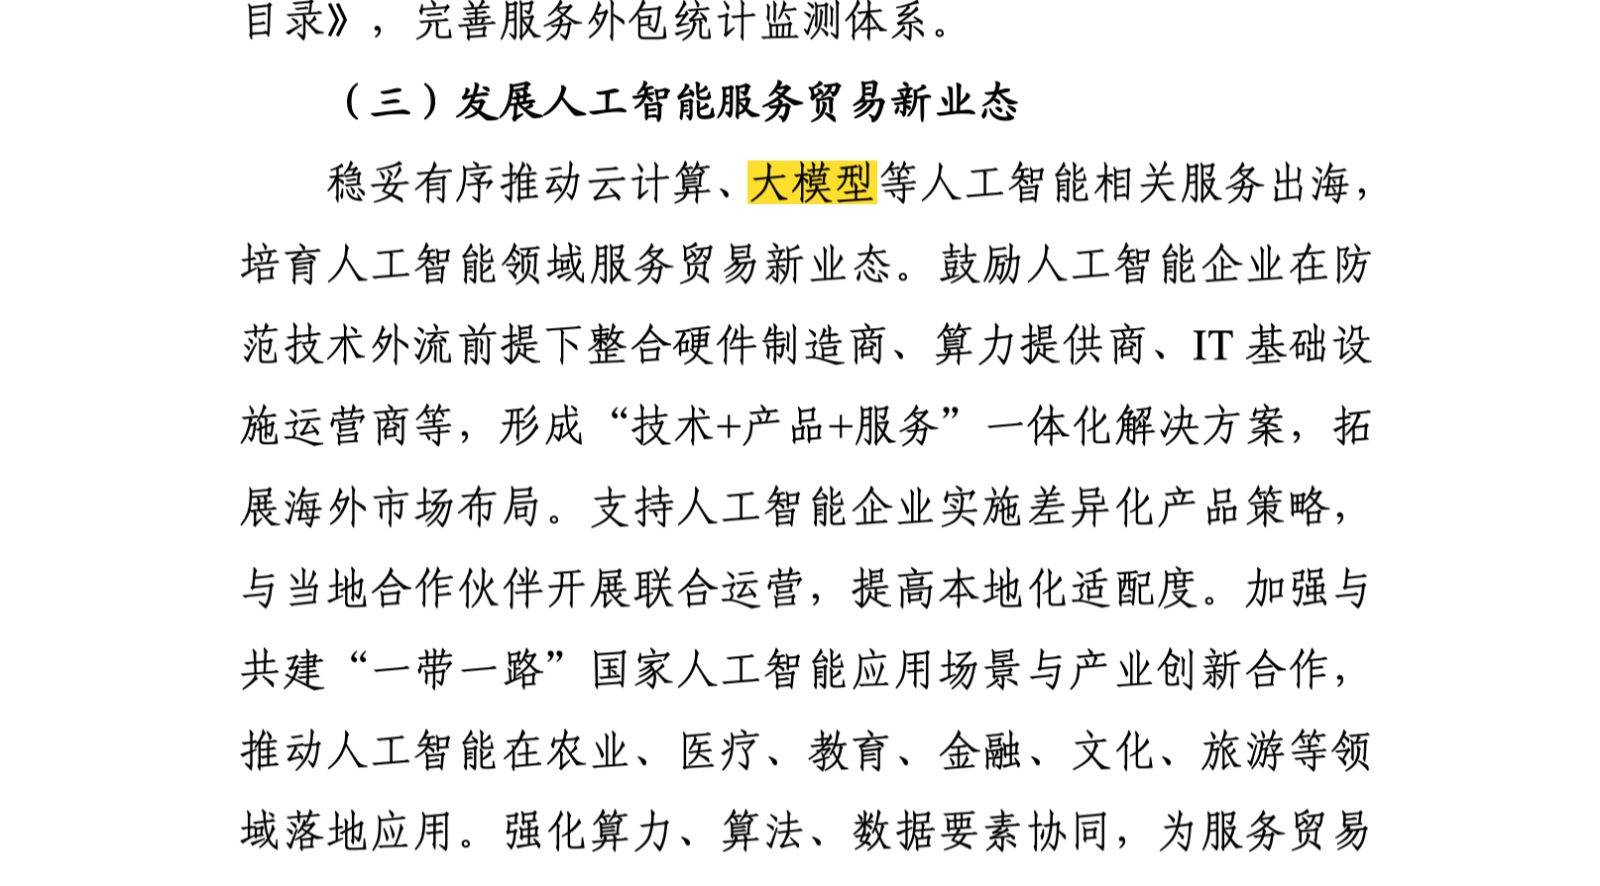 目录》，完善服务外包统计监测体系。
（三）发展人工智能服务贸易新业态
稳妥有序推动云计算、大模型等人工智能相关服务出海，
培育人工智能领域服务贸易新业态。鼓励人工智能企业在防
范技术外流前提下整合硬件制造商、算力提供商、IT 基础设
施运营商等，形成“技术+产品+服务”一体化解决方案，拓
展海外市场布局。支持人工智能企业实施差异化产品策略，
与当地合作伙伴开展联合运营，提高本地化适配度。加强与
共建“一带一路”国家人工智能应用场景与产业创新合作，
推动人工智能在农业、医疗、教育、金融、文化、旅游等领
域落地应用。强化算力、算法、数据要素协同，为服务贸易